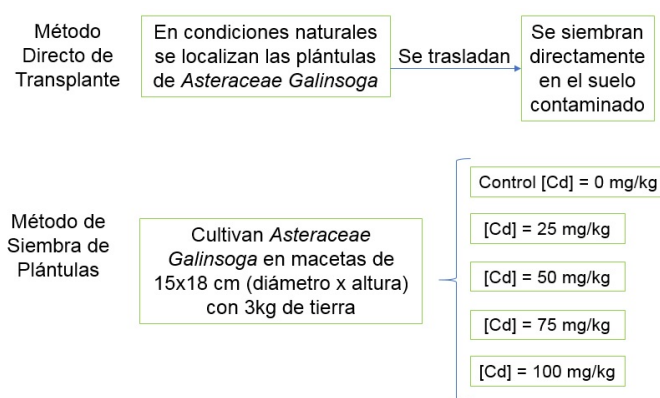 Método
Directo de
Transplante
En condiciones naturales
se localizan las plántulas
de Asteraceae Galinsoga
Se trasladan
Se siembran
directamente
en el suelo
contaminado
Método de
Siembra de
Plántulas
Cultivan Asteraceae
Galinsoga en macetas de
15x18 cm (diámetro x altura)
con 3kg de tierra
Control [Cd] = 0 mg/kg
[Cd] = 25 mg/kg
[Cd] = 50 mg/kg
[Cd] = 75 mg/kg
[Cd] = 100 mg/kg